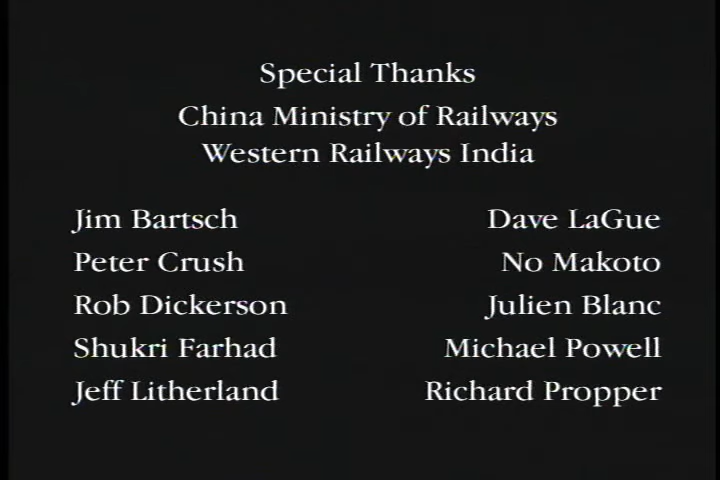 Special Thanks
China Ministry of Railways
Western Railways India
Jim Bartsch
Dave LaGue
Peter Crush
No Makoto
Rob Dickerson
Julien Blanc
Shukri Farhad
Michael Powell
Jeff Litherland
Richard Propper